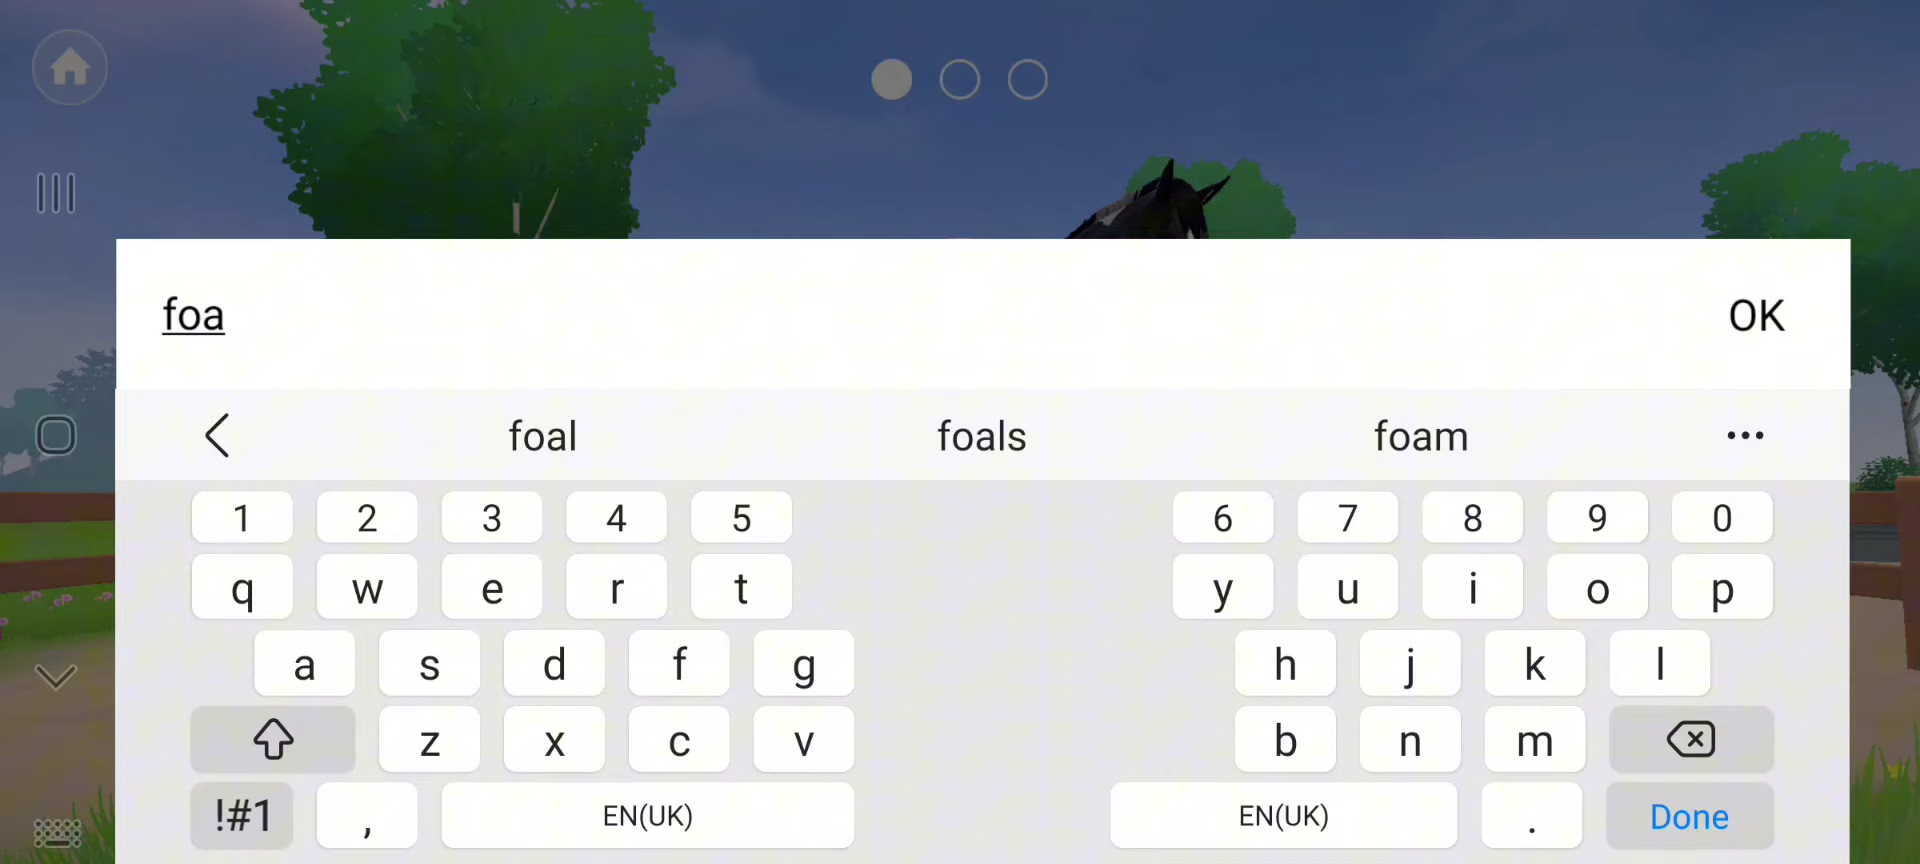 foa OK
foal foals foam ...
1 2 3 4 5 6 7 8 9 0
q w e r t y u i o p
a s d f g h j k l
z x c v b n m
!#1 , EN(UK) EN(UK) . Done